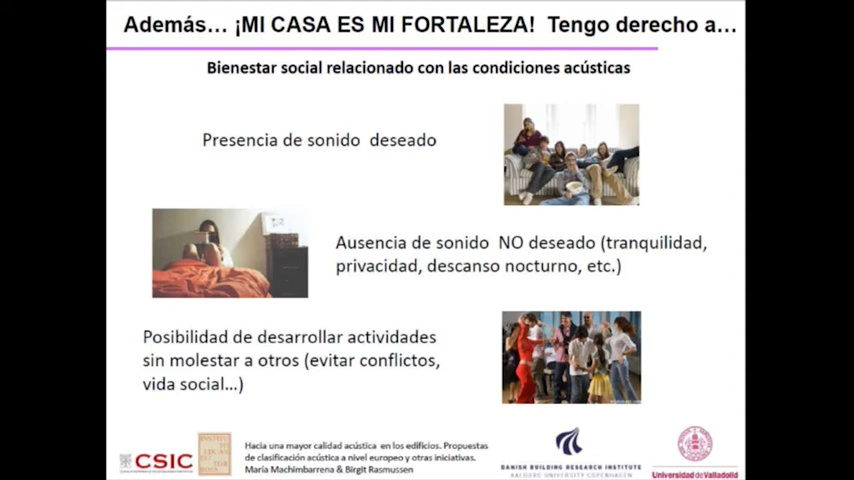 Además… ¡MI CASA ES MI FORTALEZA! Tengo derecho a…
Bienestar social relacionado con las condiciones acústicas
Presencia de sonido deseado
Ausencia de sonido NO deseado (tranquilidad,
privacidad, descanso nocturno, etc.)
Posibilidad de desarrollar actividades
sin molestar a otros (evitar conflictos,
vida social…)
CSIC
Hacia una mayor calidad acústica en los edificios. Propuestas
de clasificación acústica a nivel europeo y otras iniciativas.
María Machimbarrena & Birgit Rasmussen
DANISH BUILDING RESEARCH INSTITUTE
AALBORG UNIVERSITY COPENHAGEN
Universidad de Valladolid